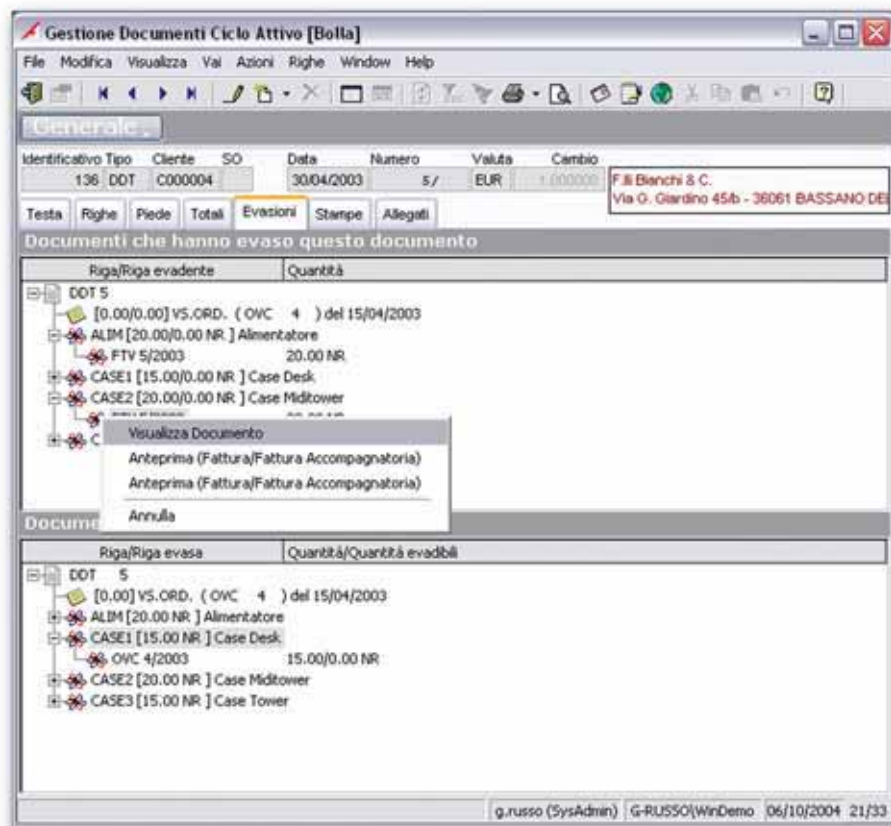 Gestione Documenti Ciclo Attivo [Bolla]
File Modifica Visualizza Vai Azioni Righe Window Help
Generale
Identificativo Tipo Cliente SO Data Numero Valuta Cambio
136 DDT C000004 30/04/2003 5/ EUR 1.000000
F.lli Bianchi & C.
Via G. Giardino 45/b - 36061 BASSANO DE
Testa Righe Piede Totali Evasioni Stampe Allegati
Documenti che hanno evaso questo documento
Riga/Riga evadente Quantità
DDT 5
[0.00/0.00] VS.ORD. ( OVC 4 ) del 15/04/2003
ALIM [20.00/0.00 NR ] Alimentatore
FTV 5/2003 20.00 NR
CASE1 [15.00/0.00 NR ] Case Desk
CASE2 [20.00/0.00 NR ] Case Miditower
C
Visualizza Documento
Anteprima (Fattura/Fattura Accompagnatoria)
Anteprima (Fattura/Fattura Accompagnatoria)
Annulla
Docume
Riga/Riga evasa Quantità/Quantità evadibili
DDT 5
[0.00] VS.ORD. ( OVC 4 ) del 15/04/2003
ALIM [20.00 NR ] Alimentatore
CASE1 [15.00 NR ] Case Desk
OVC 4/2003 15.00/0.00 NR
CASE2 [20.00 NR ] Case Miditower
CASE3 [15.00 NR ] Case Tower
g.russo (SysAdmin) G-RUSSO\WinDemo 06/10/2004 21/33